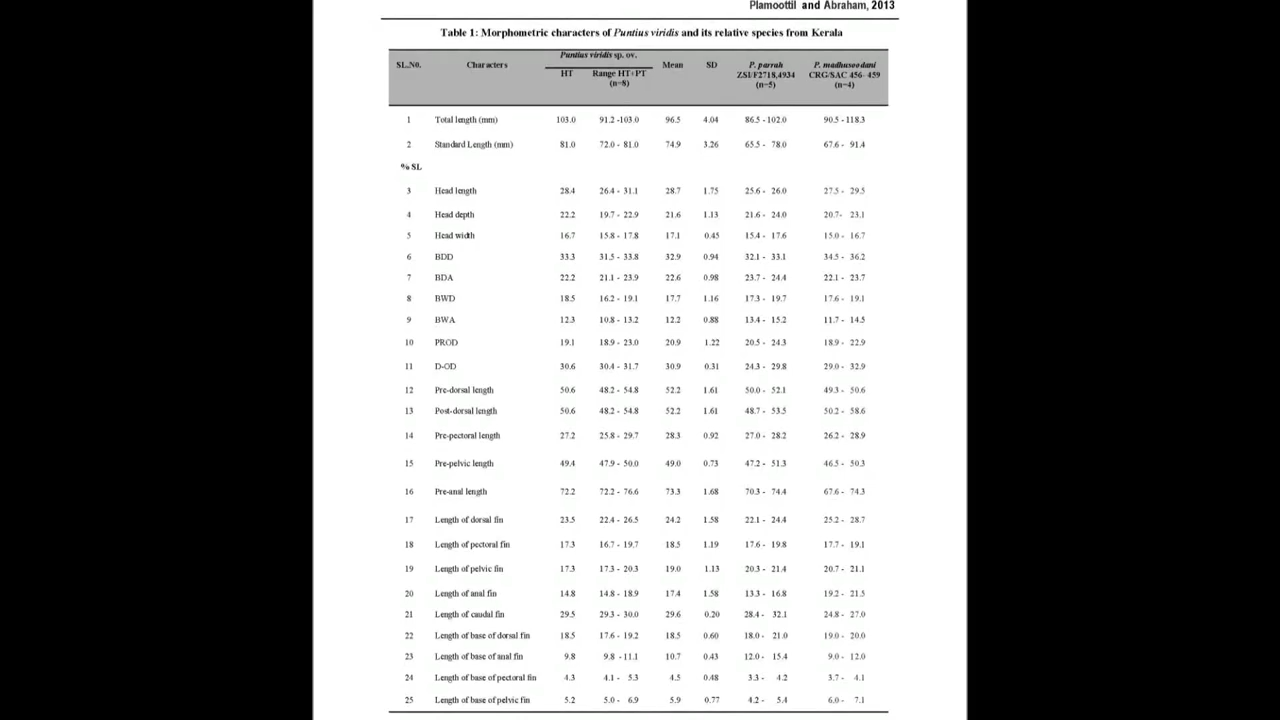 Plamoottil and Abraham, 2013
Table 1: Morphometric characters of Puntius viridis and its relative species from Kerala
SL.No. Characters Puntius viridis sp. ov. Mean SD P. parrah P. madhusoodani
HT Range HT+PT ZSI/F2718,4934 CRG/SAC 456- 459
(n=8) (n=5) (n=4)
1 Total length (mm) 103.0 91.2 -103.0 96.5 4.04 86.5 - 102.0 90.5 - 118.3
2 Standard Length (mm) 81.0 72.0 - 81.0 74.9 3.26 65.5 - 78.0 67.6 - 91.4
% SL
3 Head length 28.4 26.4 - 31.1 28.7 1.75 25.6 - 26.0 27.5 - 29.5
4 Head depth 22.2 19.7 - 22.9 21.6 1.13 21.6 - 24.0 20.7- 23.1
5 Head width 16.7 15.8 - 17.8 17.1 0.45 15.4 - 17.6 15.0 - 16.7
6 BDD 33.3 31.5 - 33.8 32.9 0.94 32.1 - 33.1 34.5 - 36.2
7 BDA 22.2 21.1 - 23.9 22.6 0.98 23.7 - 24.4 22.1 - 23.7
8 BWD 18.5 16.2 - 19.1 17.7 1.16 17.3 - 19.7 17.6 - 19.1
9 BWA 12.3 10.8 - 13.2 12.2 0.88 13.4 - 15.2 11.7 - 14.5
10 PROD 19.1 18.9 - 23.0 20.9 1.22 20.5 - 24.3 18.9 - 22.9
11 D-OD 30.6 30.4 - 31.7 30.9 0.31 24.3 - 29.8 29.0 - 32.9
12 Pre-dorsal length 50.6 48.2 - 54.8 52.2 1.61 50.0 - 52.1 49.3 - 50.6
13 Post-dorsal length 50.6 48.2 - 54.8 52.2 1.61 48.7 - 53.5 50.2 - 58.6
14 Pre-pectoral length 27.2 25.8 - 29.7 28.3 0.92 27.0 - 28.2 26.2 - 28.9
15 Pre-pelvic length 49.4 47.9 - 50.0 49.0 0.73 47.2 - 51.3 46.5 - 50.3
16 Pre-anal length 72.2 72.2 - 76.6 73.3 1.68 70.3 - 74.4 67.6 - 74.3
17 Length of dorsal fin 23.5 22.4 - 26.5 24.2 1.58 22.1 - 24.4 25.2 - 28.7
18 Length of pectoral fin 17.3 16.7 - 19.7 18.5 1.19 17.6 - 19.8 17.7 - 19.1
19 Length of pelvic fin 17.3 17.3 - 20.3 19.0 1.13 20.3 - 21.4 20.7 - 21.1
20 Length of anal fin 14.8 14.8 - 18.9 17.4 1.58 13.3 - 16.8 19.2 - 21.5
21 Length of caudal fin 29.5 29.3 - 30.0 29.6 0.20 28.4 - 32.1 24.8 - 27.0
22 Length of base of dorsal fin 18.5 17.6 - 19.2 18.5 0.60 18.0 - 21.0 19.0 - 20.0
23 Length of base of anal fin 9.8 9.8 -11.1 10.7 0.43 12.0 - 15.4 9.0 - 12.0
24 Length of base of pectoral fin 4.3 4.1 - 5.3 4.5 0.48 3.3 - 4.2 3.7 - 4.1
25 Length of base of pelvic fin 5.2 5.0 - 6.9 5.9 0.77 4.2 - 5.4 6.0 - 7.1